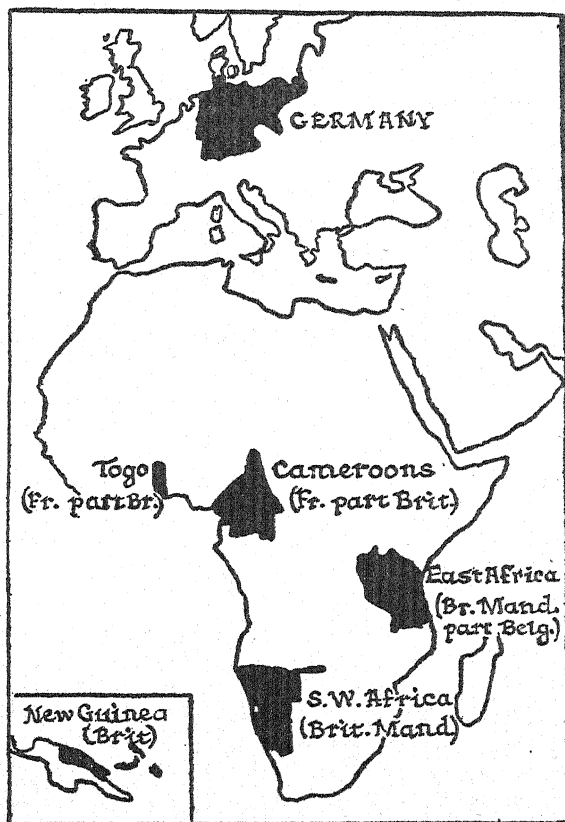 GERMANY
Togo
(Fr. part Br.)
Cameroons
(Fr. part Brit.)
East Africa
(Br. Mand.
part Belg.)
S.W. Africa
(Brit. Mand)
New Guinea
(Brit)